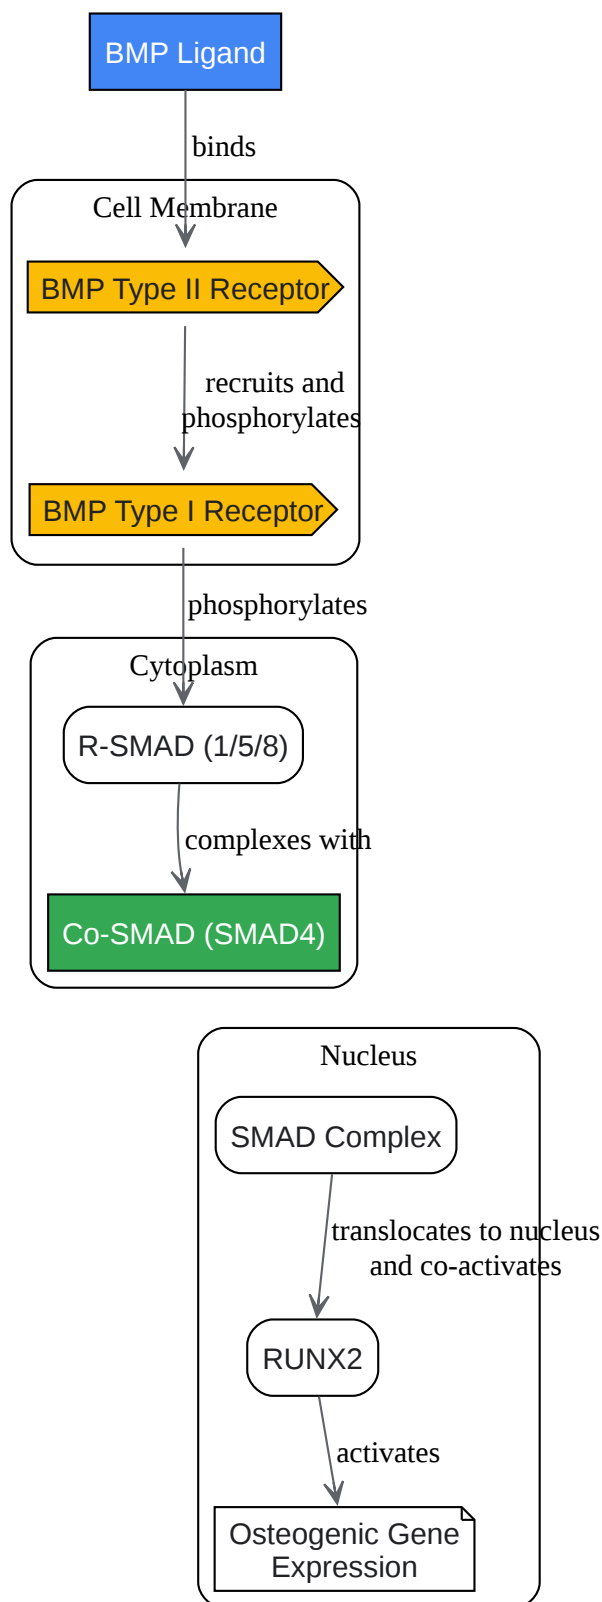 BMP Ligand
binds
Cell Membrane
BMP Type II Receptor
recruits and
phosphorylates
BMP Type I Receptor
phosphorylates
Cytoplasm
R-SMAD (1/5/8)
complexes with
Co-SMAD (SMAD4)
Nucleus
SMAD Complex
translocates to nucleus
and co-activates
RUNX2
activates
Osteogenic Gene
Expression